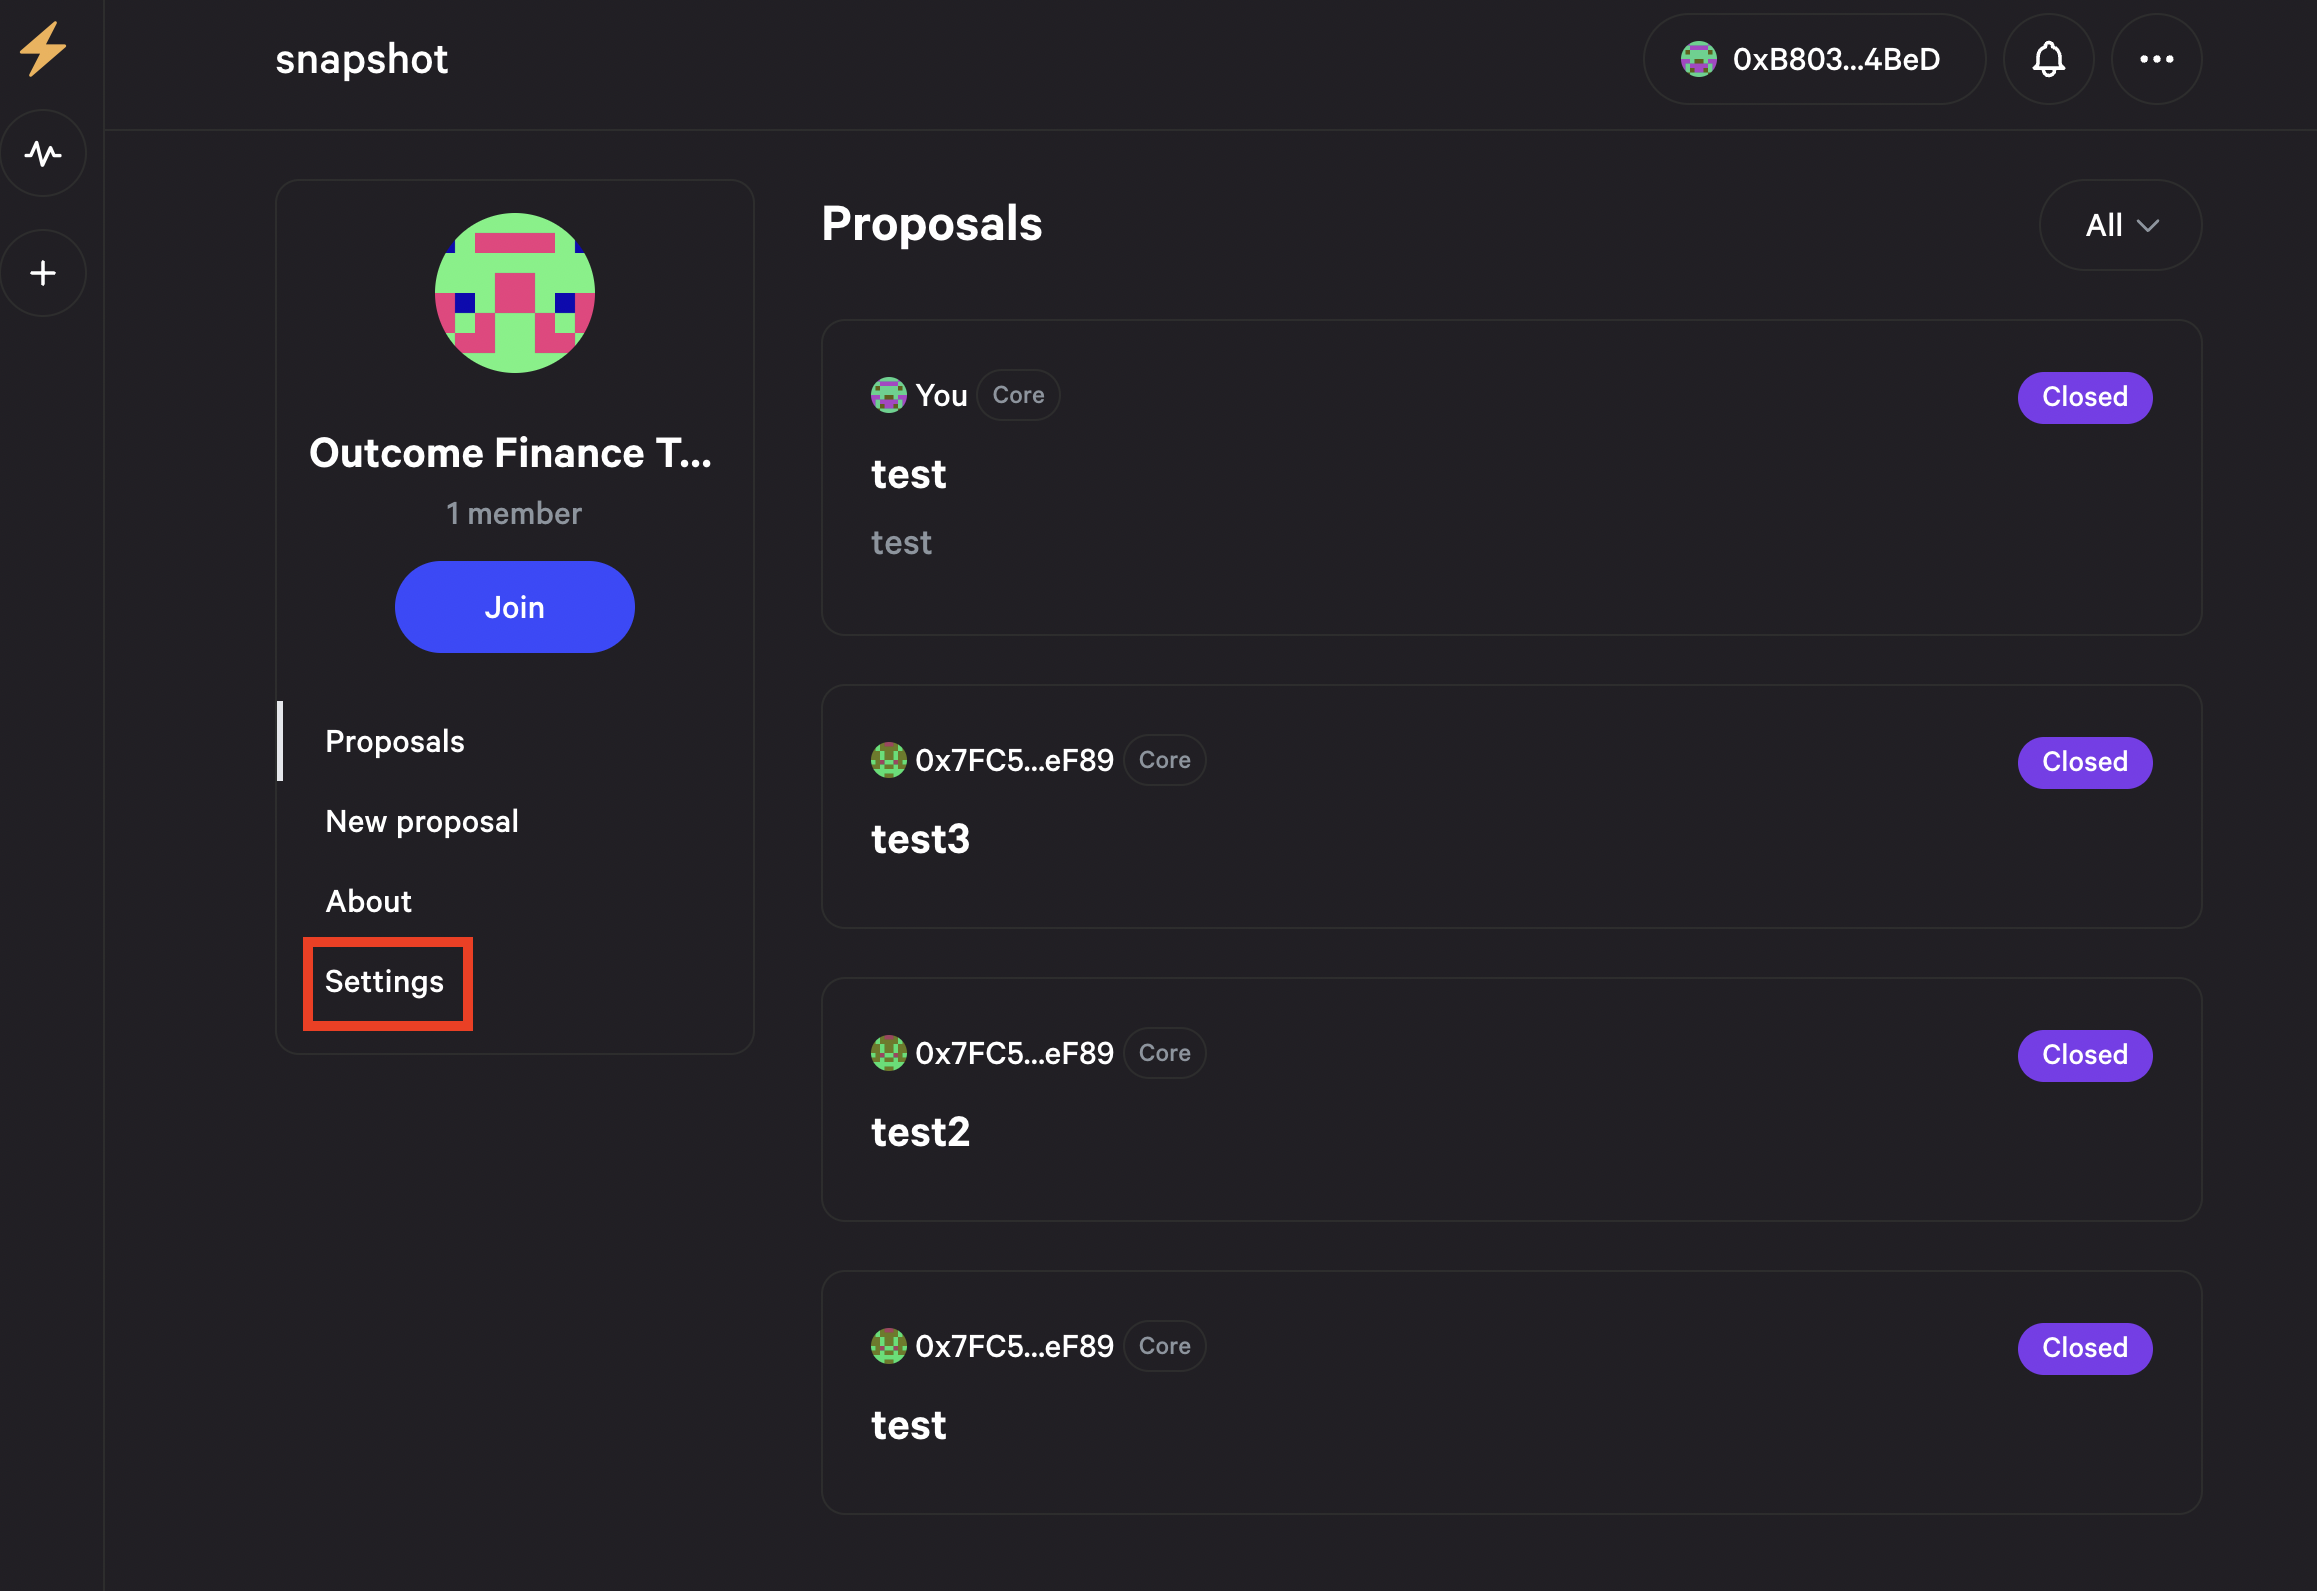 snapshot
0xB803...4BeD
Outcome Finance T...
1 member
Join
Proposals
New proposal
About
Settings
Proposals
All
You Core
Closed
test
test
0x7FC5...eF89 Core
Closed
test3
0x7FC5...eF89 Core
Closed
test2
0x7FC5...eF89 Core
Closed
test